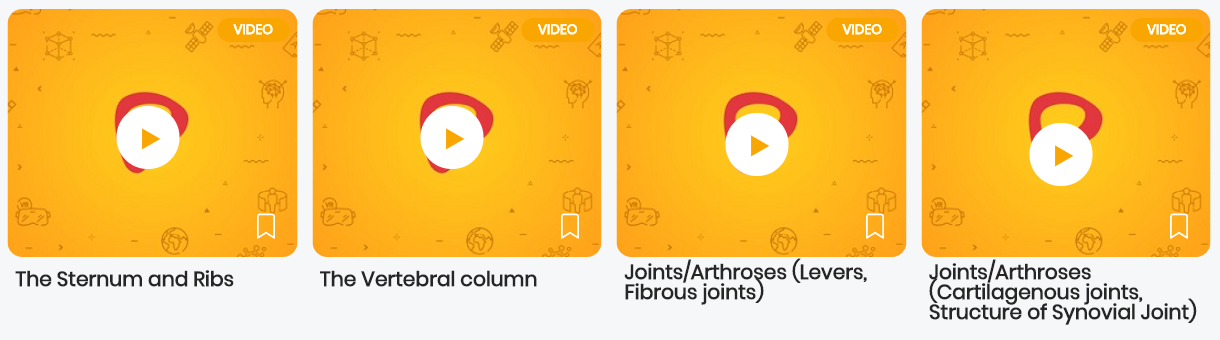 VIDEO
VIDEO
VIDEO
VIDEO
The Sternum and Ribs
The Vertebral column
Joints/Arthroses (Levers,
Fibrous joints)
Joints/Arthroses
(Cartilagenous joints,
Structure of Synovial Joint)